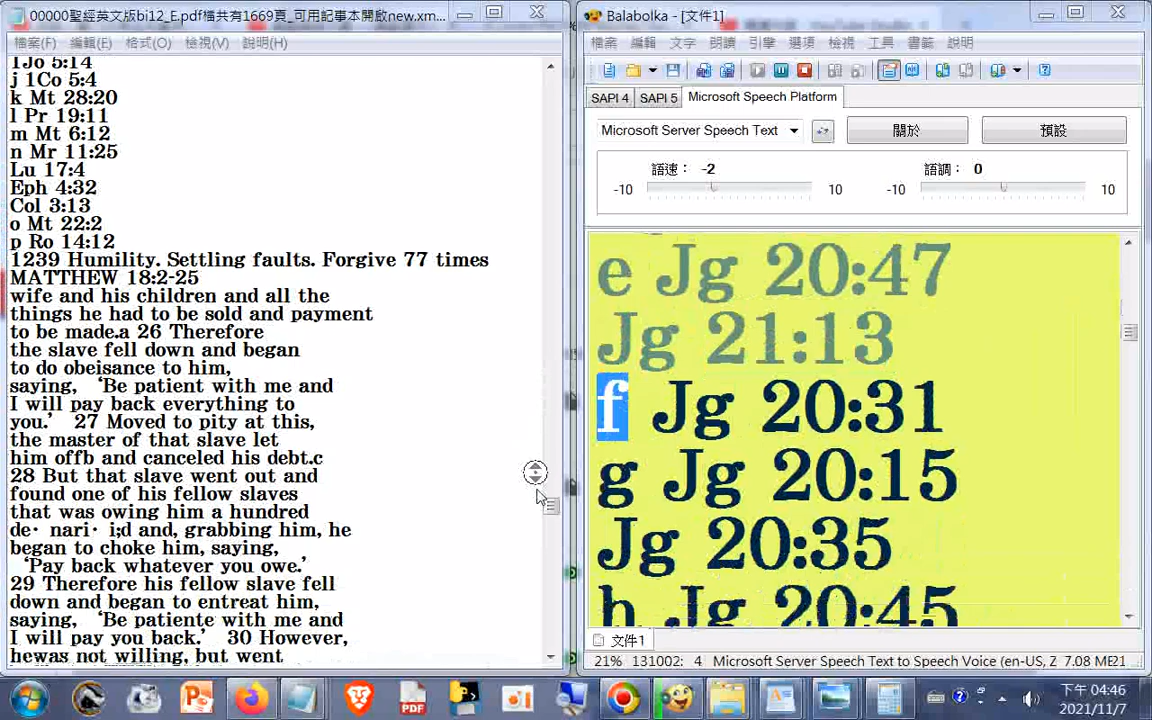 00000聖經英文版bi12_E.pdf檔共有1669頁_可用記事本開啟new.xm...
檔案(F) 編輯(E) 格式(O) 檢視(V) 說明(H)
1Jo 5:14
j 1Co 5:4
k Mt 28:20
l Pr 19:11
m Mt 6:12
n Mr 11:25
Lu 17:4
Eph 4:32
Col 3:13
o Mt 22:2
p Ro 14:12
1239 Humility. Settling faults. Forgive 77 times
MATTHEW 18:2-25
wife and his children and all the
things he had to be sold and payment
to be made.a 26 Therefore
the slave fell down and began
to do obeisance to him,
saying, ‘Be patient with me and
I will pay back everything to
you.’ 27 Moved to pity at this,
the master of that slave let
him offb and canceled his debt.c
28 But that slave went out and
found one of his fellow slaves
that was owing him a hundred
de· nari· i;d and, grabbing him, he
began to choke him, saying,
‘Pay back whatever you owe.’
29 Therefore his fellow slave fell
down and began to entreat him,
saying, ‘Be patiente with me and
I will pay you back.’ 30 However,
hewas not willing, but went
Balabolka - [文件1]
檔案 編輯 文字 朗讀 引擎 選項 檢視 工具 書籤 說明
SAPI 4 SAPI 5 Microsoft Speech Platform
Microsoft Server Speech Text 關於 預設
語速： -2 語調： 0
-10 10 -10 10
e Jg 20:47
Jg 21:13
f Jg 20:31
g Jg 20:15
Jg 20:35
h Jg 20:45
文件1
21% 131002: 4 Microsoft Server Speech Text to Speech Voice (en-US, Z 7.08 ME21
PDF
下午 04:46
2021/11/7